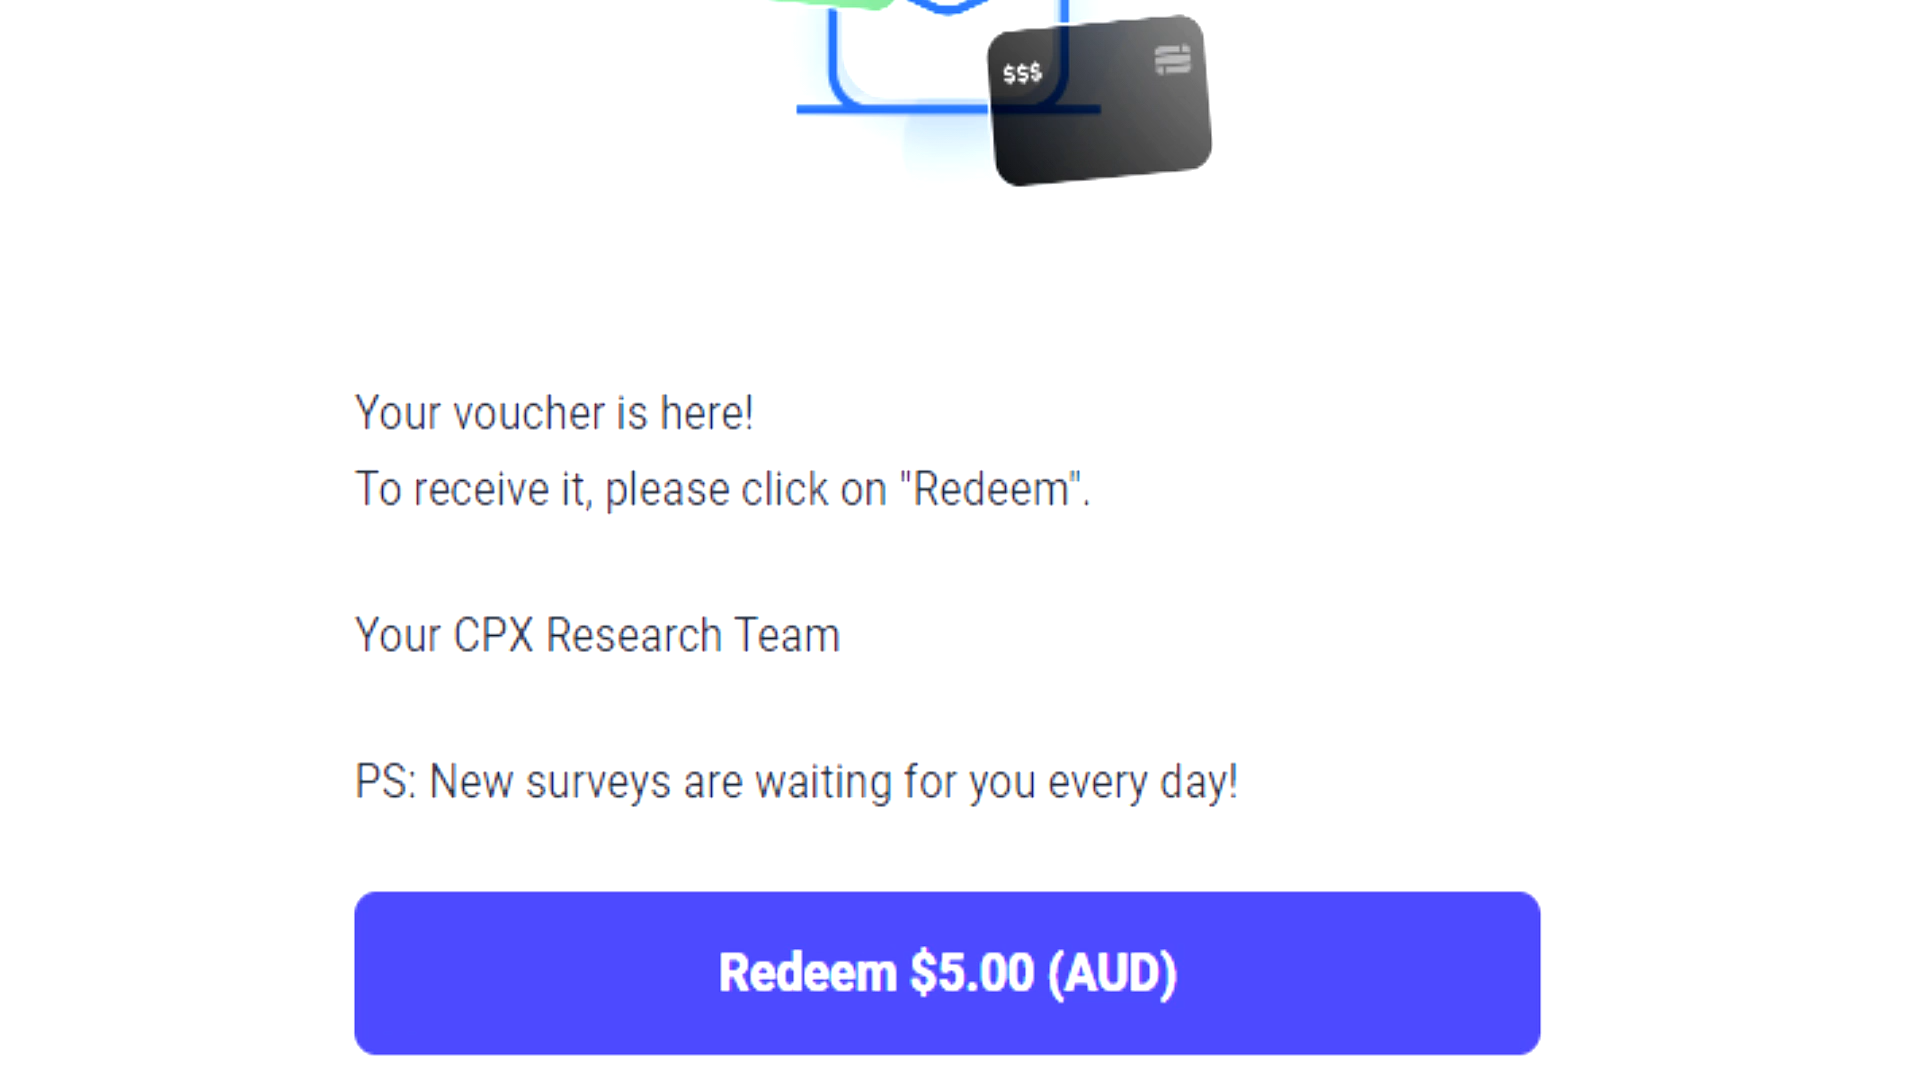 $$$
Your voucher is here!
To receive it, please click on "Redeem".
Your CPX Research Team
PS: New surveys are waiting for you every day!
Redeem $5.00 (AUD)